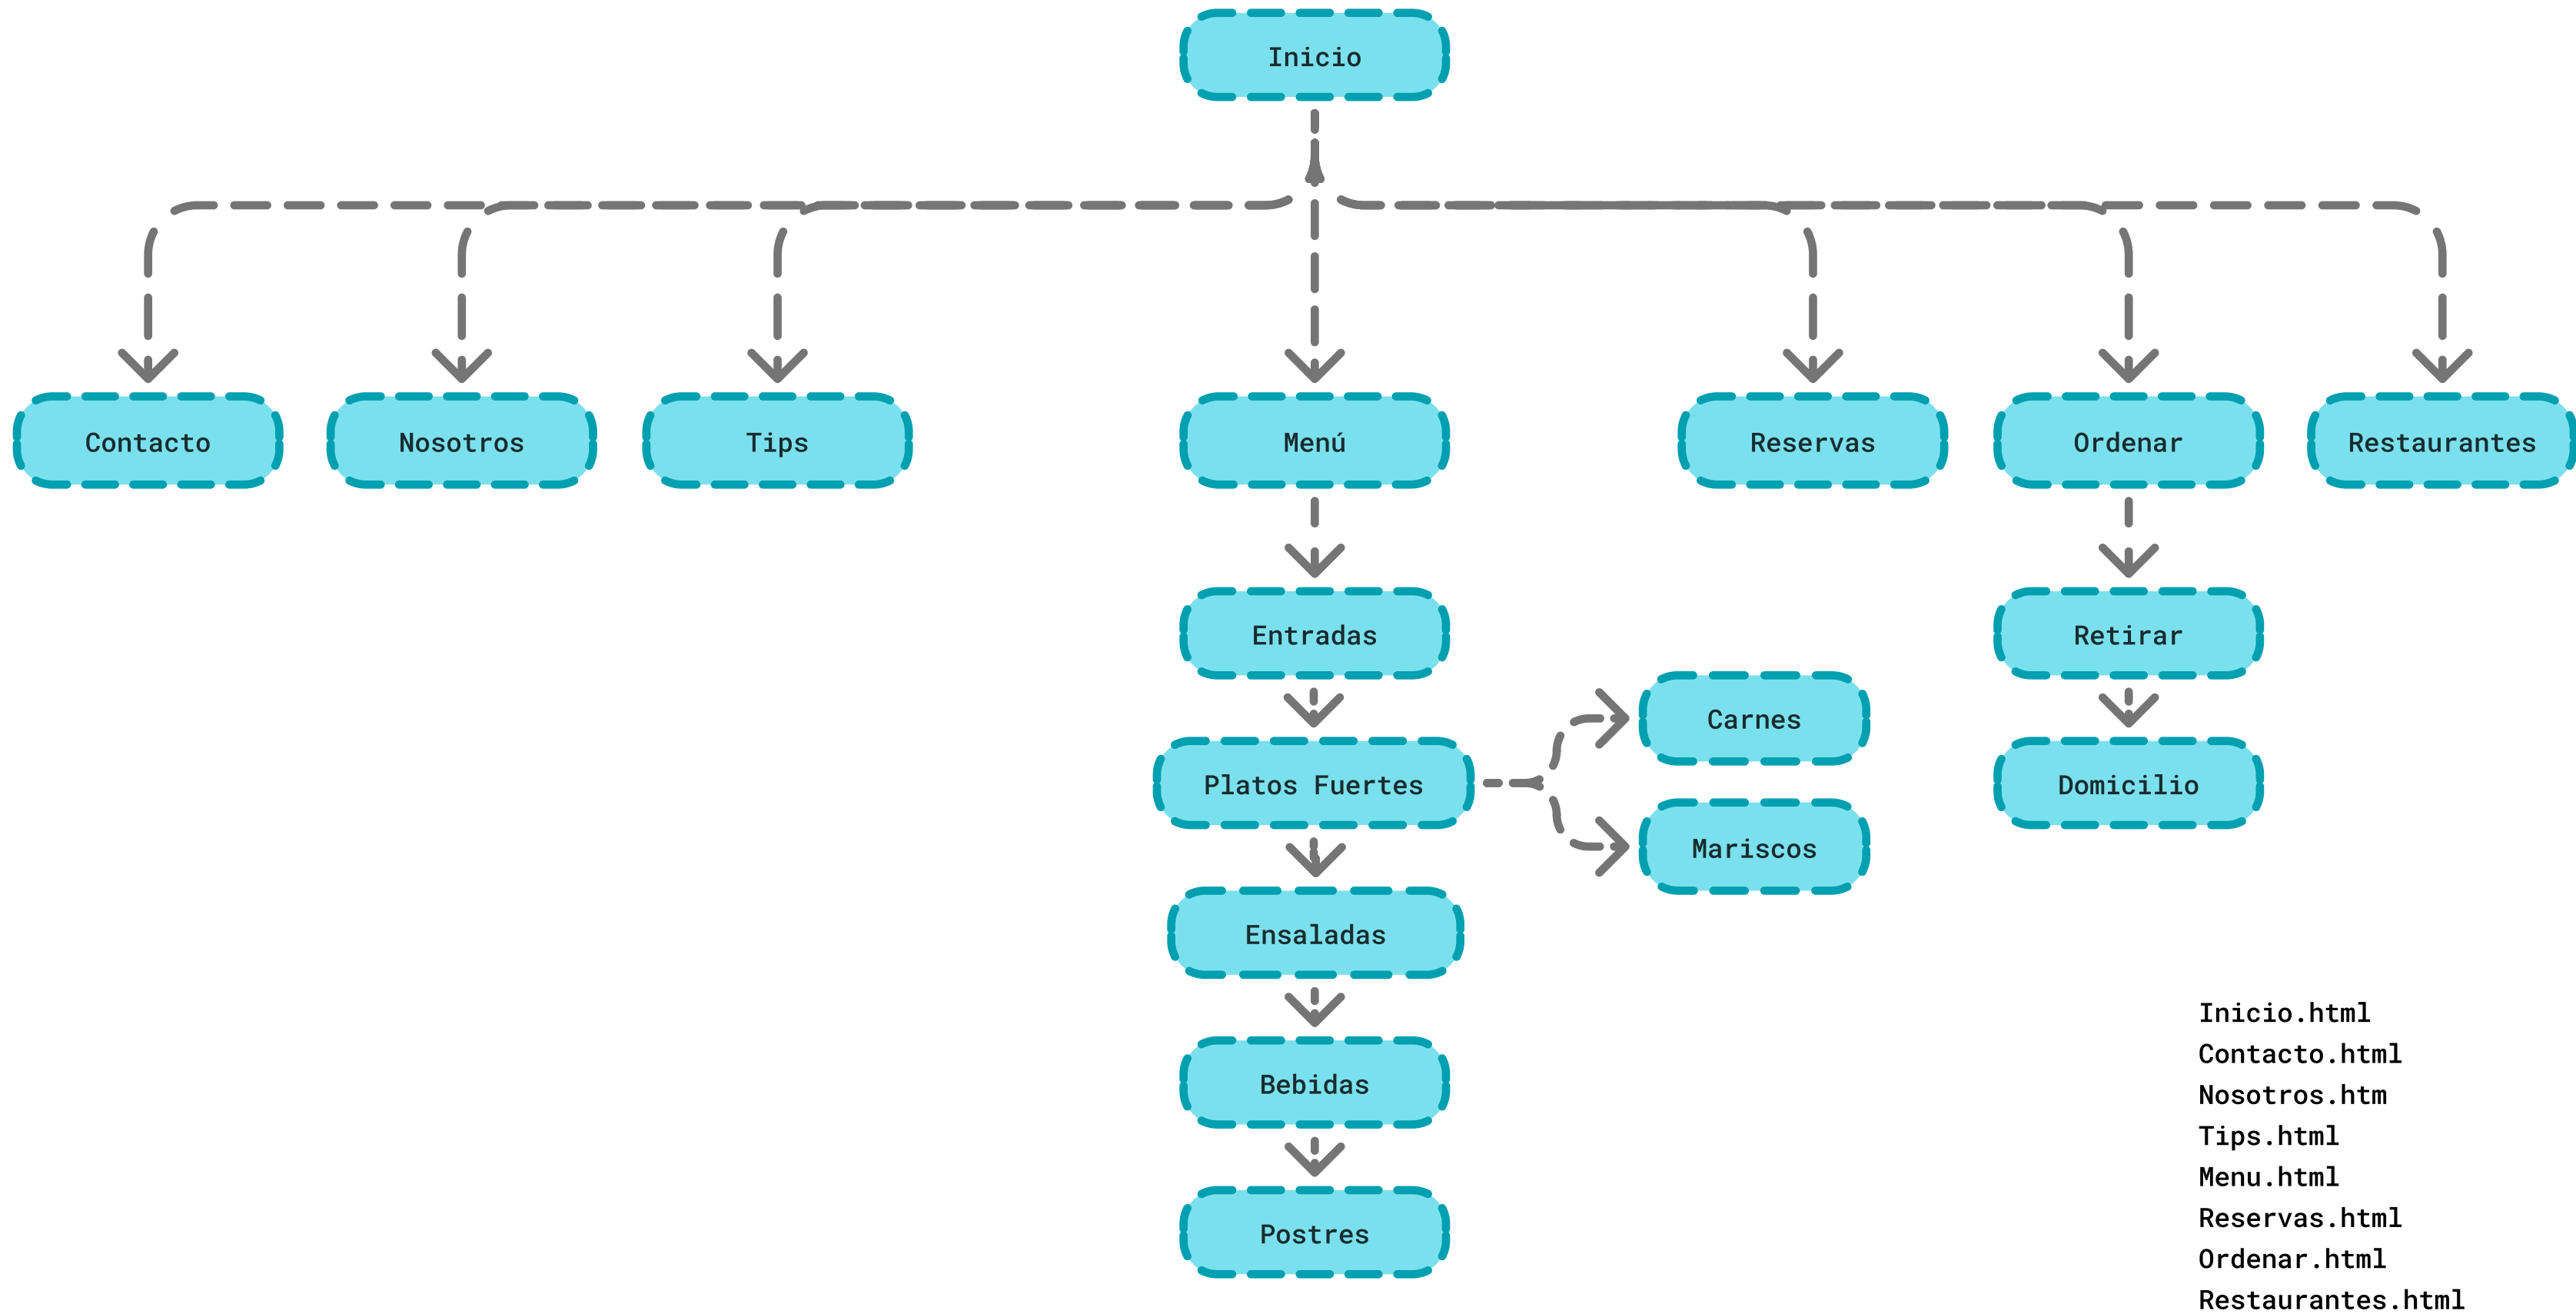 Inicio
Contacto
Nosotros
Tips
Menú
Reservas
Ordenar
Restaurantes
Entradas
Retirar
Carnes
Platos Fuertes
Domicilio
Mariscos
Ensaladas
Bebidas
Postres
Inicio.html
Contacto.html
Nosotros.htm
Tips.html
Menu.html
Reservas.html
Ordenar.html
Restaurantes.html